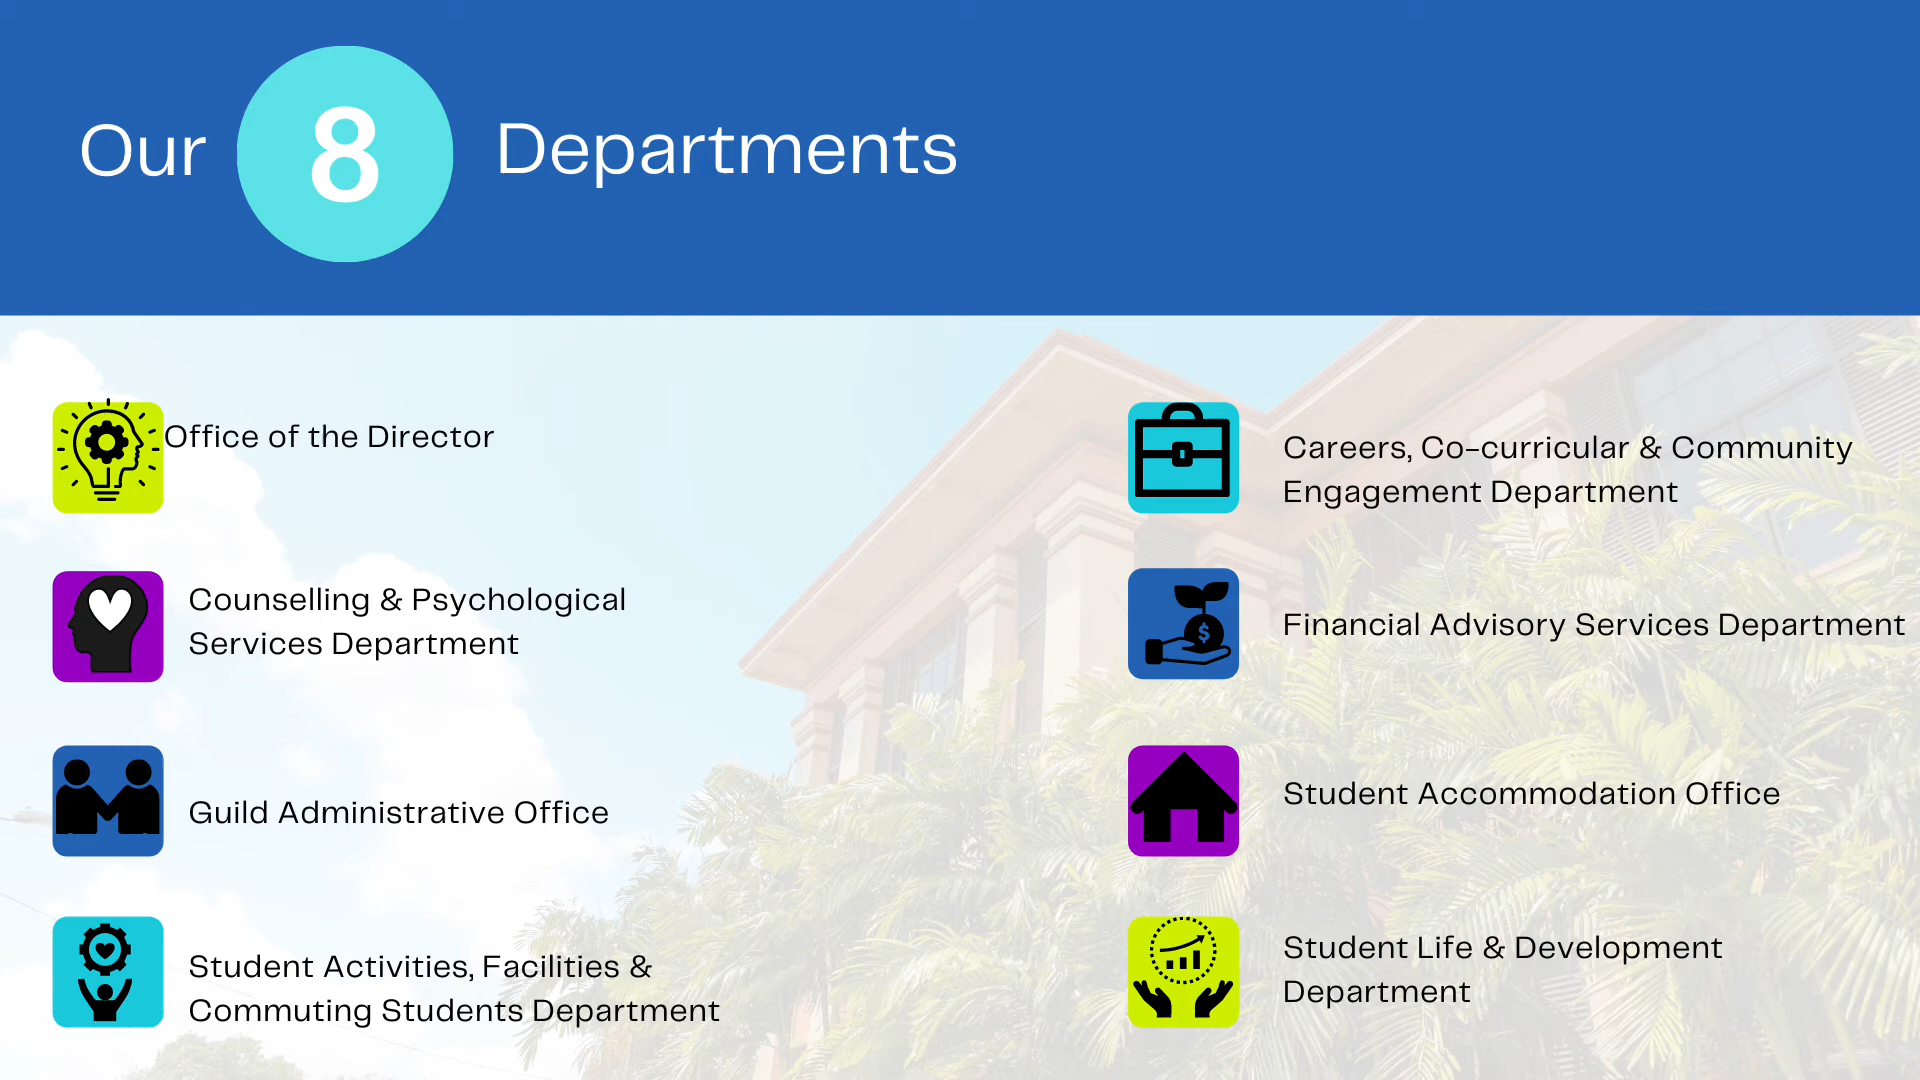 Our 8 Departments
Office of the Director
Counselling & Psychological
Services Department
Guild Administrative Office
Student Activities, Facilities &
Commuting Students Department
Careers, Co-curricular & Community
Engagement Department
$
Financial Advisory Services Department
Student Accommodation Office
Student Life & Development
Department